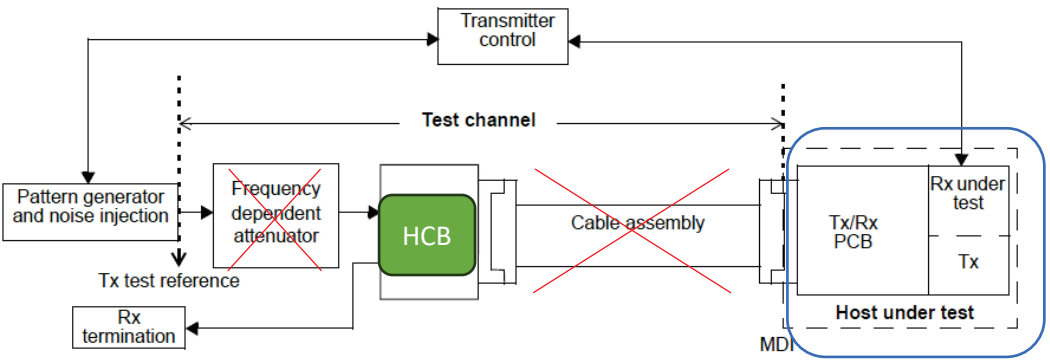 Transmitter
control
Test channel
Pattern generator
and noise injection
Frequency
dependent
attenuator
HCB
Cable assembly
Tx/Rx
PCB
Rx under
test
Tx
Tx test reference
Rx
termination
Host under test
MDI